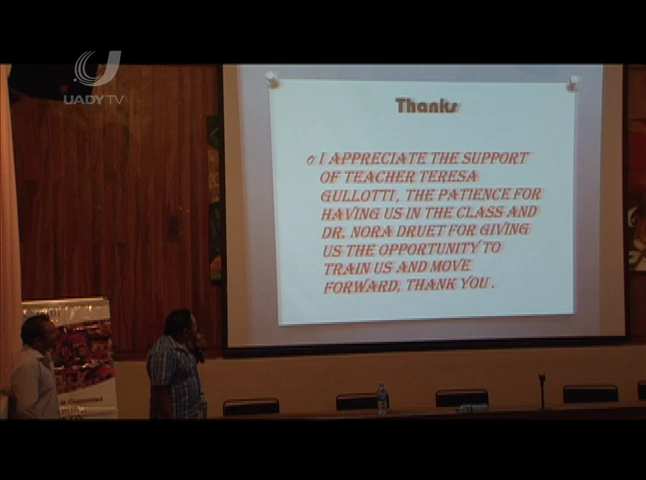 UADY TV
Thanks
o I APPRECIATE THE SUPPORT
OF TEACHER TERESA
GULLOTTI, THE PATIENCE FOR
HAVING US IN THE CLASS AND
DR. NORA DRUET FOR GIVING
US THE OPPORTUNITY TO
TRAIN US AND MOVE
FORWARD, THANK YOU .